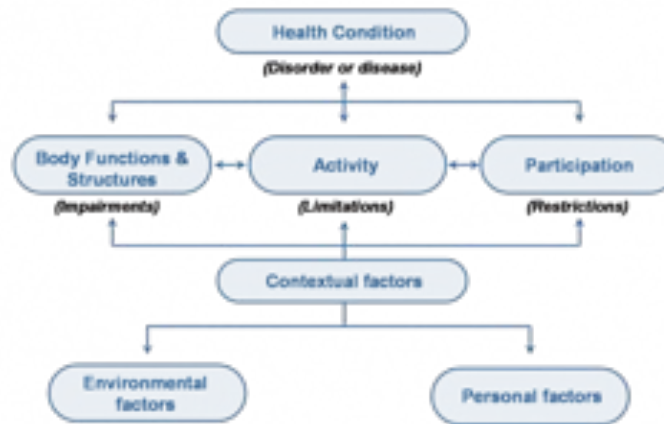 Health Condition
(Disorder or disease)
Body Functions &
Structures
Activity
Participation
(Impairments)
(Limitations)
(Restrictions)
Contextual factors
Environmental
factors
Personal factors